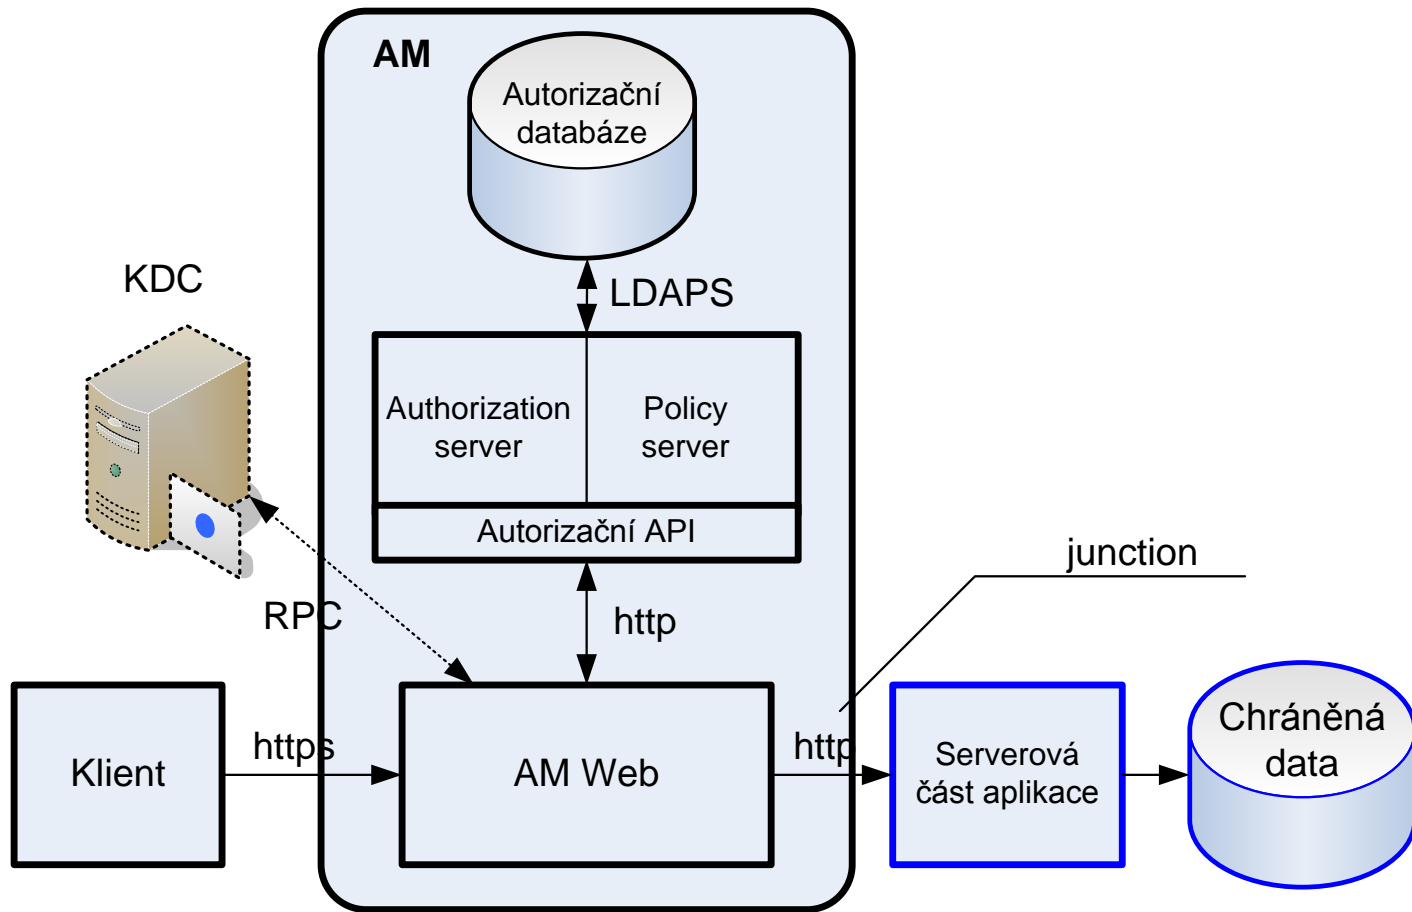 AM
Autorizační
databáze
KDC
LDAPS
Authorization
server
Policy
server
Autorizační API
junction
RPC
http
Klient
https
AM Web
http
Serverová
část aplikace
Chráněná
data